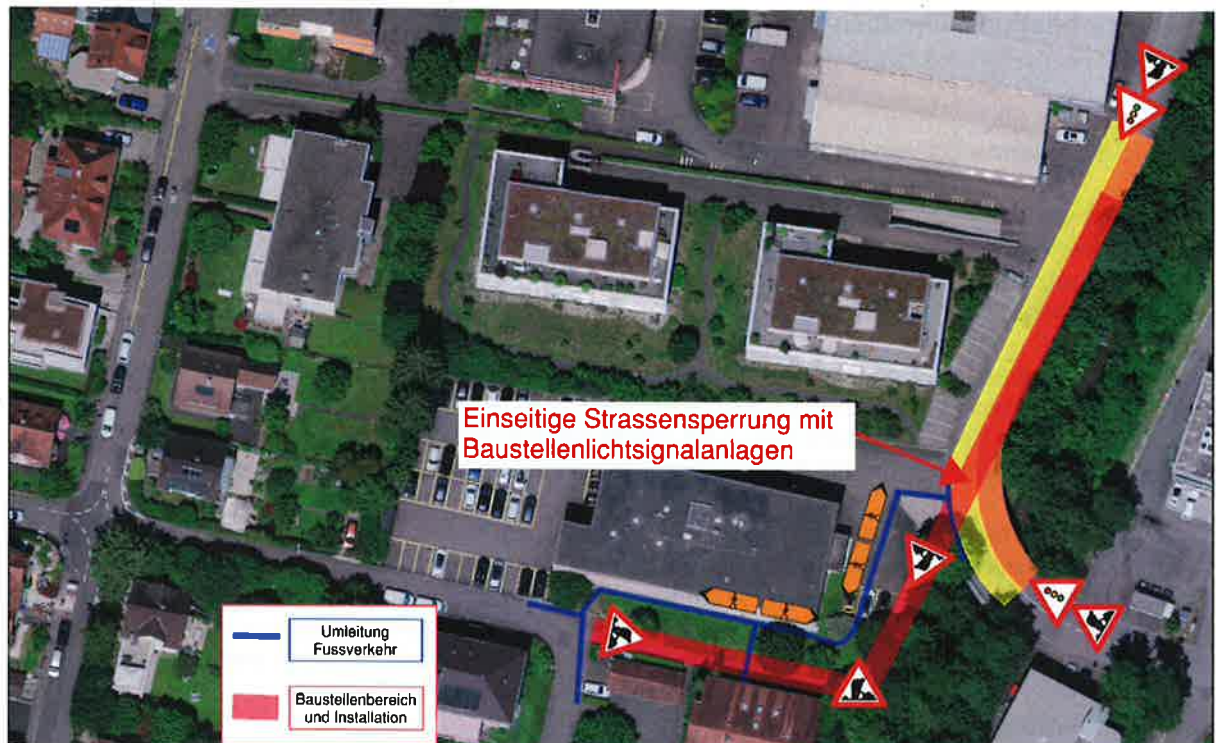 Einseitige Strassensperrung mit
Baustellenlichtsignalanlagen
Umleitung
Fussverkehr
Baustellenbereich
und Installation